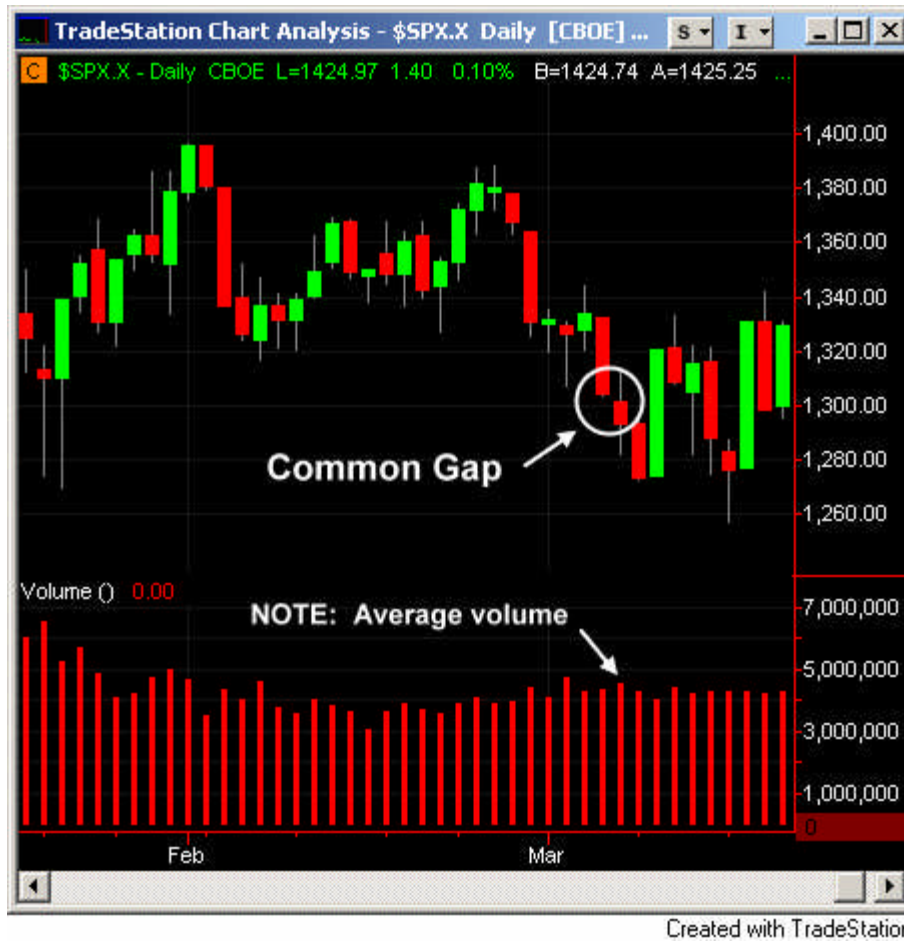 TradeStation Chart Analysis - $SPX.X Daily [CBOE] ... S I
C $SPX.X - Daily CBOE L=1424.97 1.40 0.10% B=1424.74 A=1425.25 ...
1,400.00
1,380.00
1,360.00
1,340.00
1,320.00
1,300.00
Common Gap
1,280.00
1,260.00
Volume () 0.00
7,000,000
NOTE: Average volume
5,000,000
3,000,000
1,000,000
0
Feb Mar
Created with TradeStation